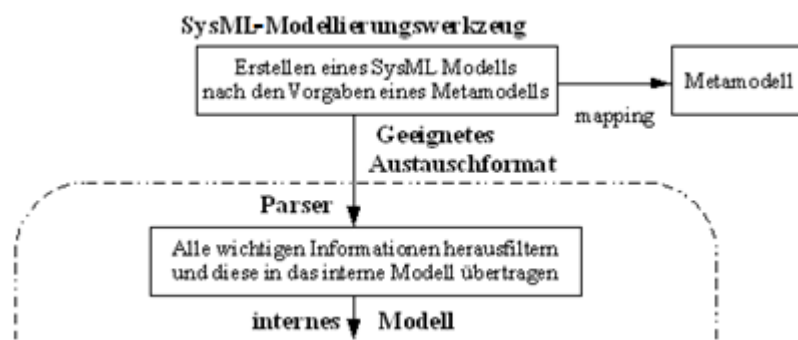 SysML-Modellierungswerkzeug
Erstellen eines SysML Modells
nach den Vorgaben eines Metamodells
Metamodell
mapping
Geeignetes
Austauschformat
Parser
Alle wichtigen Informationen herausfiltern
und diese in das interne Modell übertragen
internes Modell